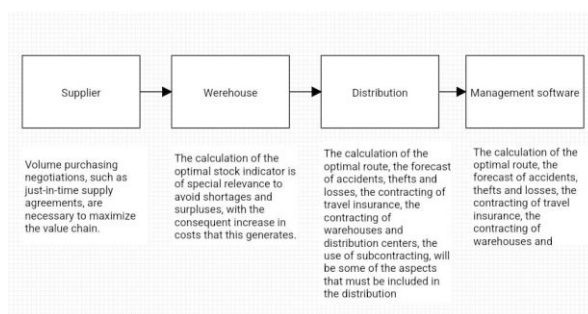 Supplier
Werehouse
Distribution
Management software
Volume purchasing
negotiations, such as
just-in-time supply
agreements, are
necessary to maximize
the value chain.
The calculation of the
optimal stock indicator is
of special relevance to
avoid shortages and
surpluses, with the
consequent increase in
costs that this generates.
The calculation of the
optimal route, the forecast
of accidents, thefts and
losses, the contracting of
travel insurance, the
contracting of
warehouses and
distribution centers, the
use of subcontracting, will
be some of the aspects
that must be included in
the distribution
The calculation of the
optimal route, the
forecast of accidents,
thefts and losses, the
contracting of travel
insurance, the
contracting of
warehouses and